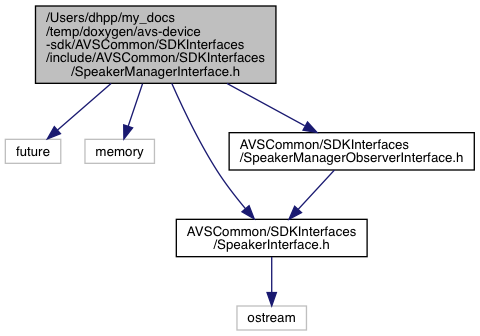 /Users/dhpp/my_docs
/temp/doxygen/avs-device
-sdk/AVSCommon/SDKInterfaces
/include/AVSCommon/SDKInterfaces
/SpeakerManagerInterface.h
future
memory
AVSCommon/SDKInterfaces
/SpeakerManagerObserverInterface.h
AVSCommon/SDKInterfaces
/SpeakerInterface.h
ostream